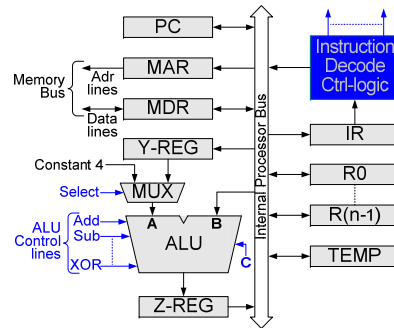 PC
Instruction
Decode
Ctrl-logic
MAR
Memory
Bus
Adr
lines
MDR
Data
lines
Internal Processor Bus
IR
Y-REG
Constant 4
R0
Select
MUX
R(n-1)
ALU
Control
lines
Add
Sub
XOR
A
B
ALU
C
TEMP
Z-REG